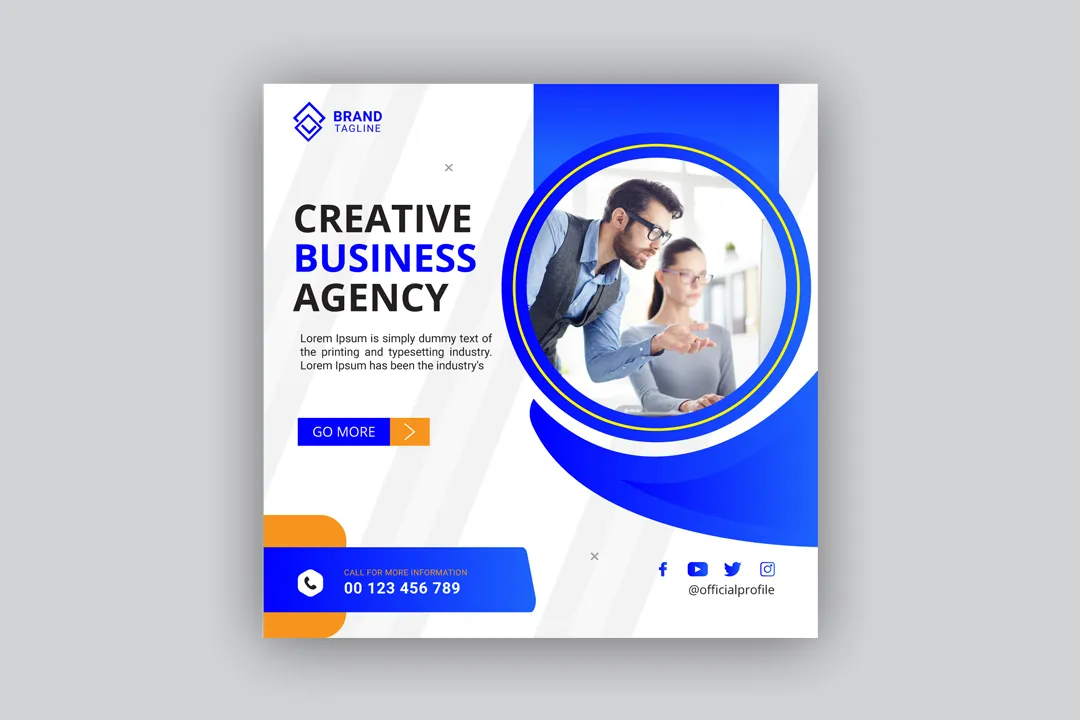 BRAND
TAGLINE
CREATIVE
BUSINESS
AGENCY
Lorem Ipsum is simply dummy text of
the printing and typesetting industry.
Lorem Ipsum has been the industry's
GO MORE
CALL FOR MORE INFORMATION
00 123 456 789
@officialprofile